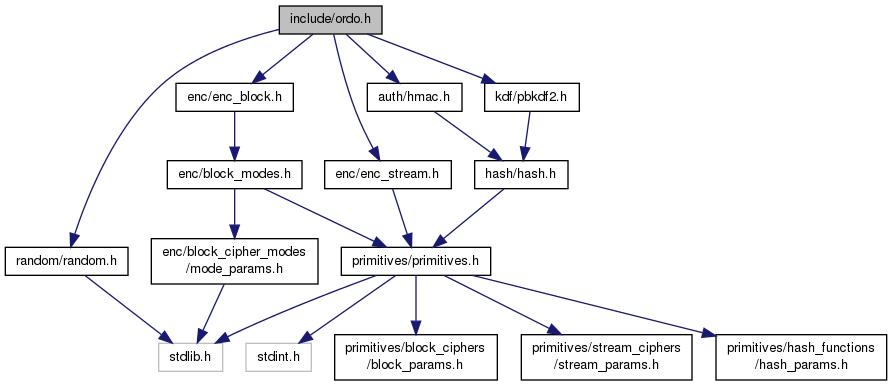 include/ordo.h
enc/enc_block.h
auth/hmac.h
kdf/pbkdf2.h
enc/block_modes.h
enc/enc_stream.h
hash/hash.h
random/random.h
enc/block_cipher_modes
/mode_params.h
primitives/primitives.h
stdlib.h
stdint.h
primitives/block_ciphers
/block_params.h
primitives/stream_ciphers
/stream_params.h
primitives/hash_functions
/hash_params.h